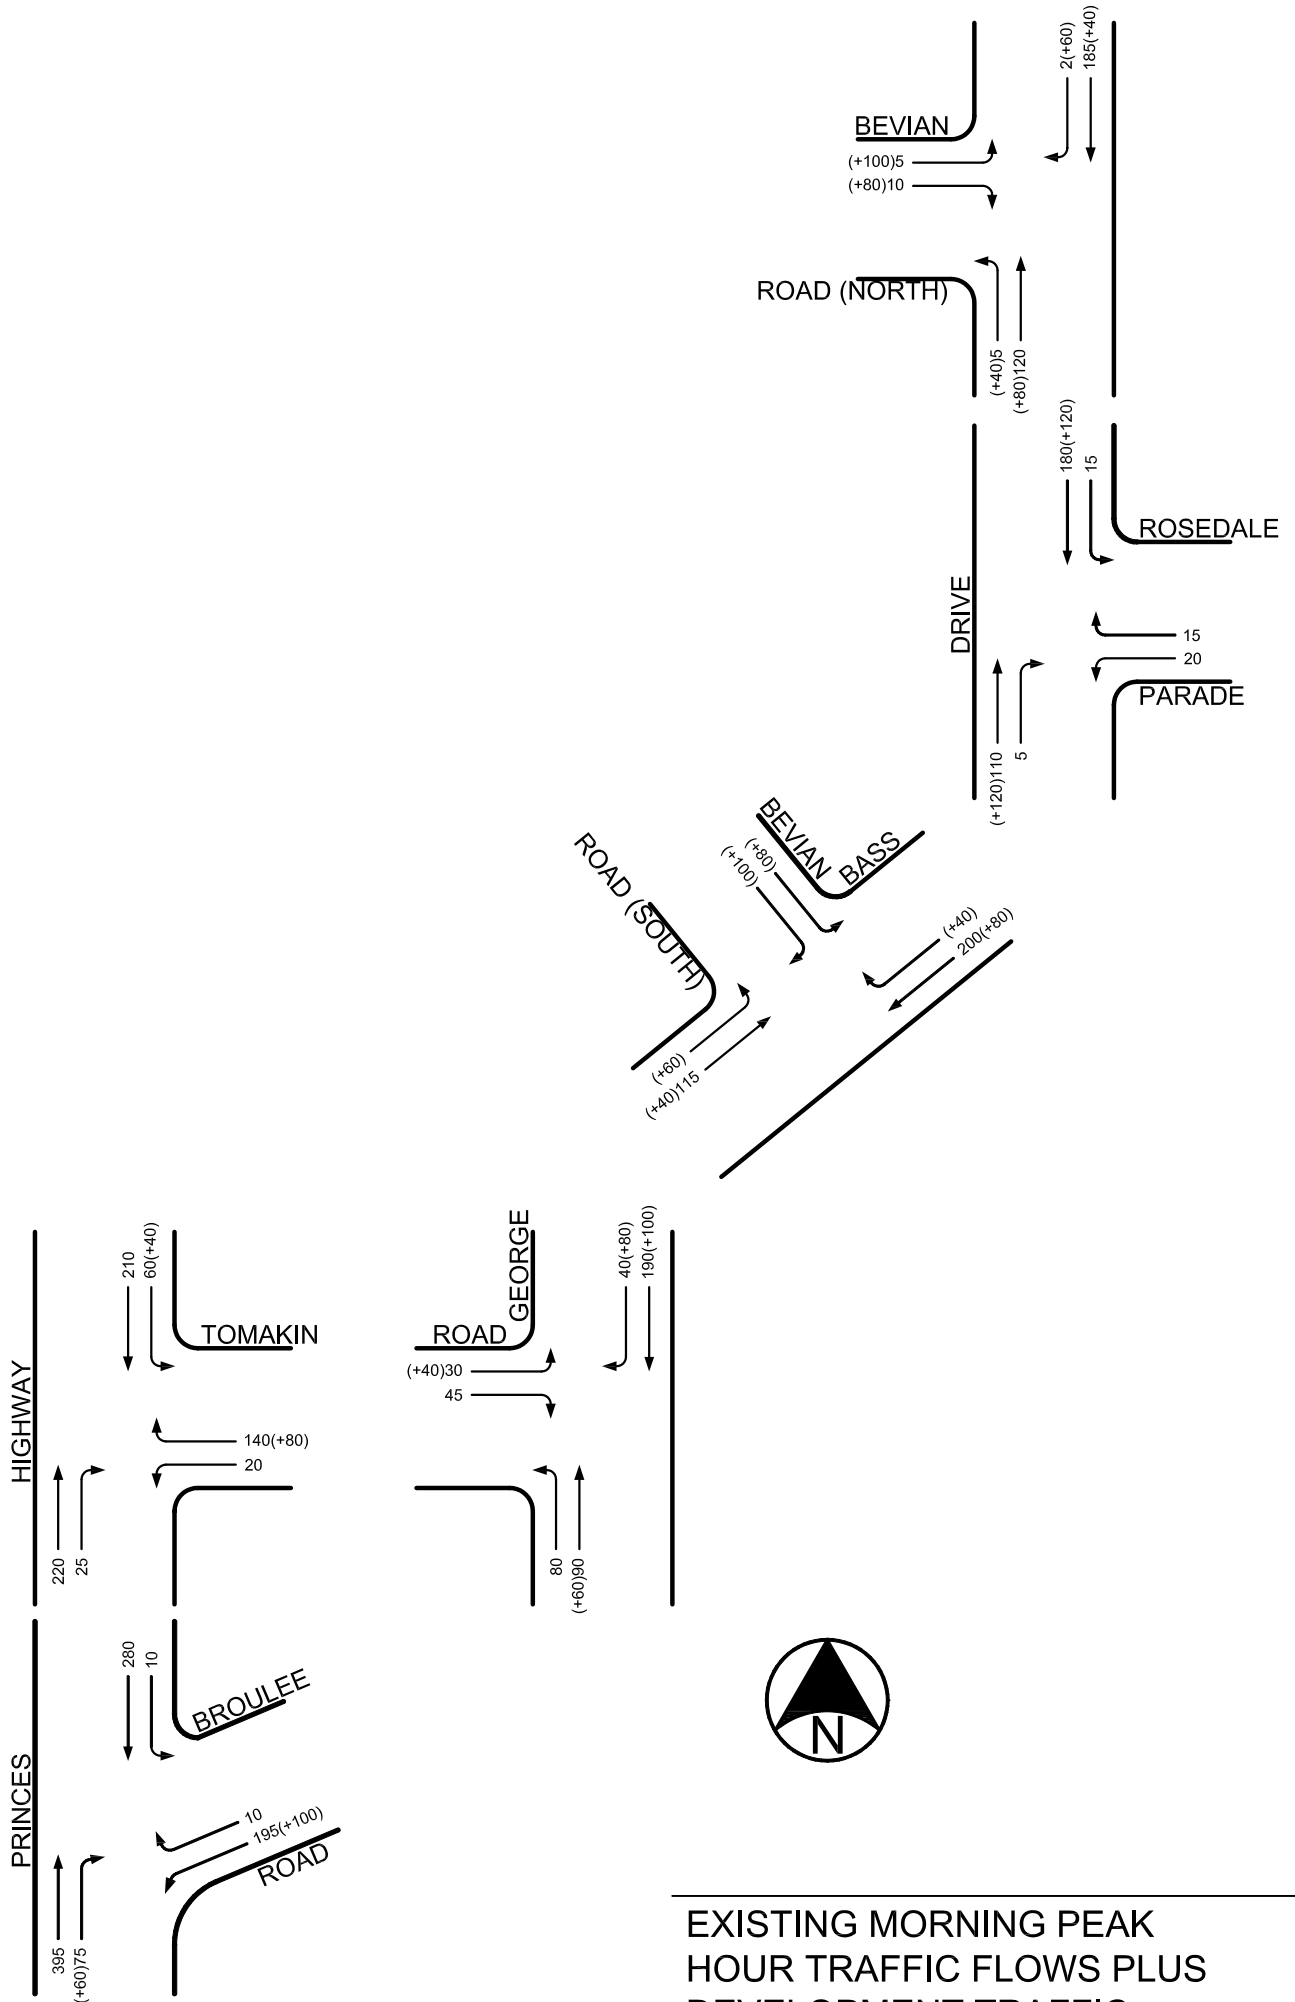 2(+60)
185(+40)
BEVIAN
(+100)5
(+80)10
ROAD (NORTH)
(+40)5
(+80)120
180(+120)
15
ROSEDALE
DRIVE
15
20
PARADE
(+120)110
5
BEVIAN
BASS
ROAD (SOUTH)
(+80)
(+100)
(+40)
200(+80)
(+60)
(+40)115
210
60(+40)
GEORGE
40(+80)
190(+100)
TOMAKIN
ROAD
(+40)30
45
HIGHWAY
140(+80)
20
220
25
80
(+60)90
280
10
BROULEE
N
PRINCES
10
195(+100)
ROAD
395
(+60)75
EXISTING MORNING PEAK
HOUR TRAFFIC FLOWS PLUS
DEVELOPMENT TRAFFIC